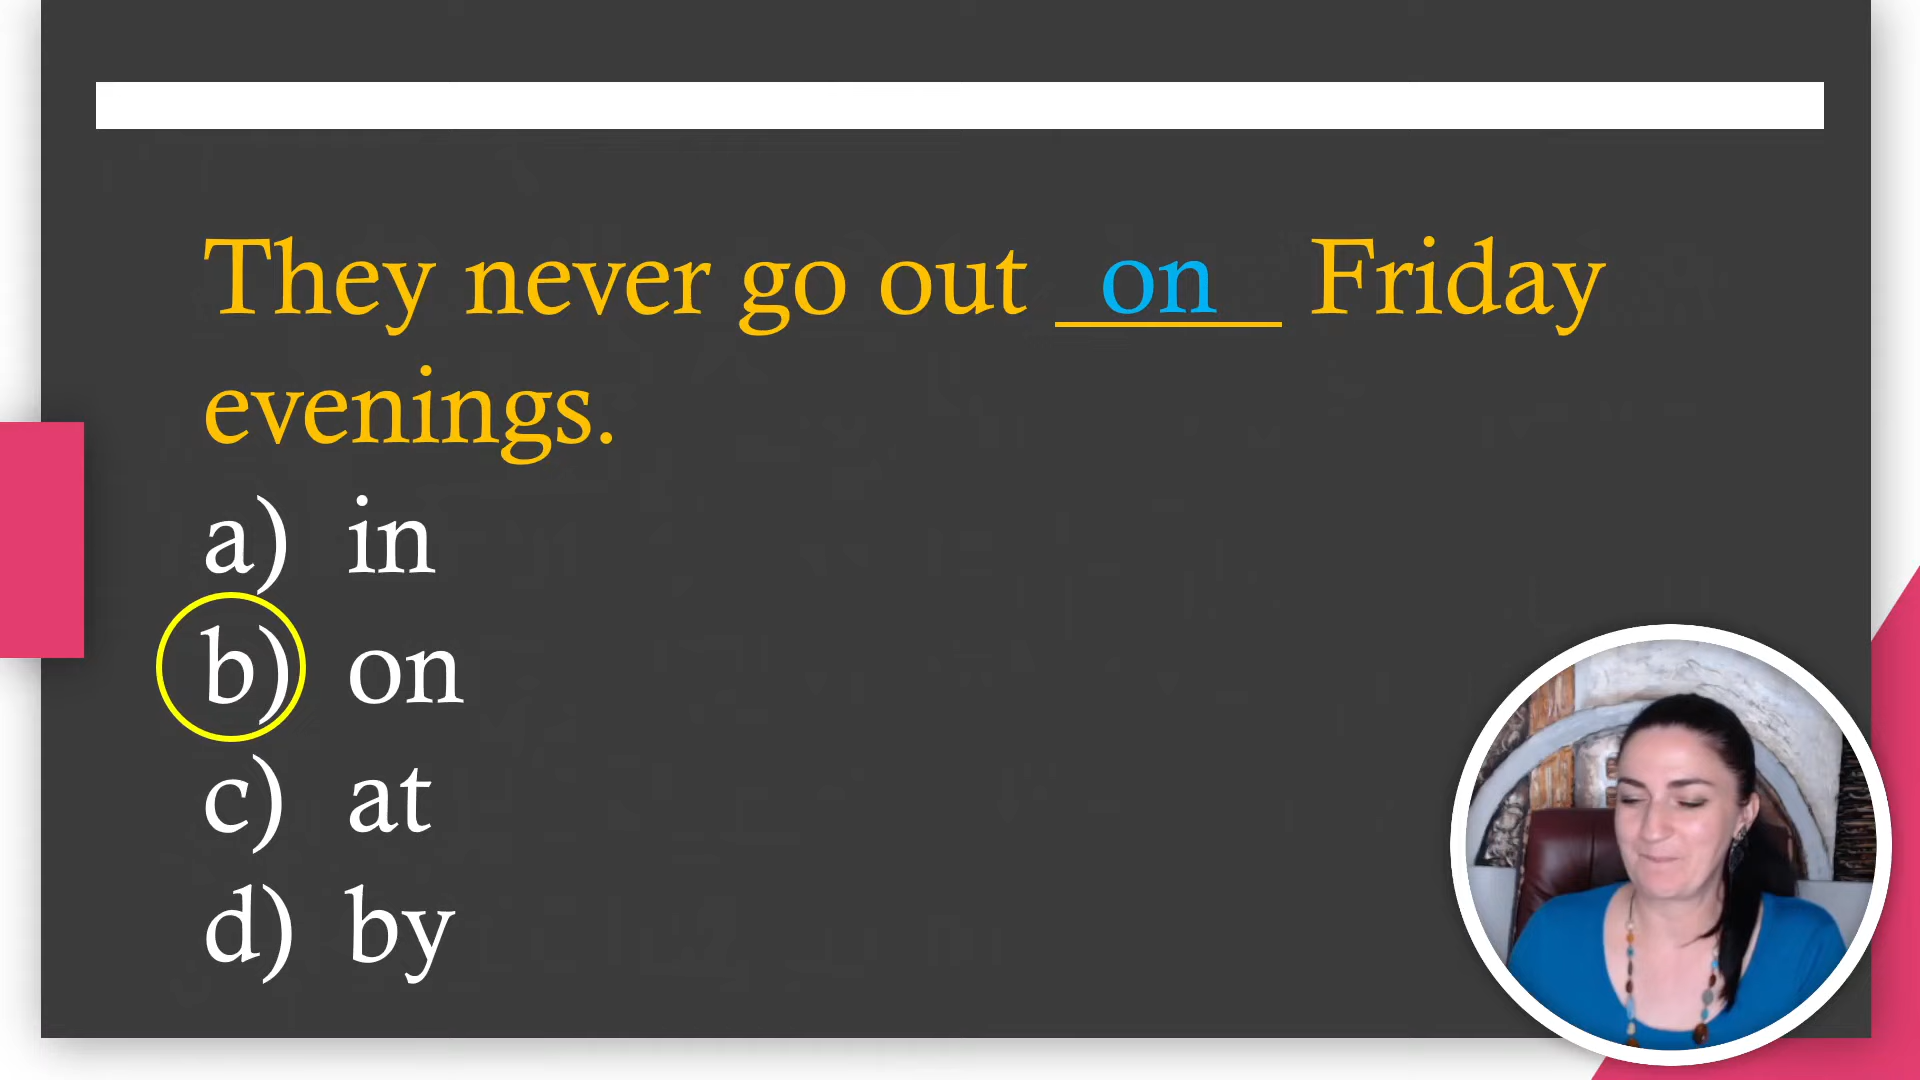 They never go out on Friday
evenings.
a) in
b) on
c) at
d) by